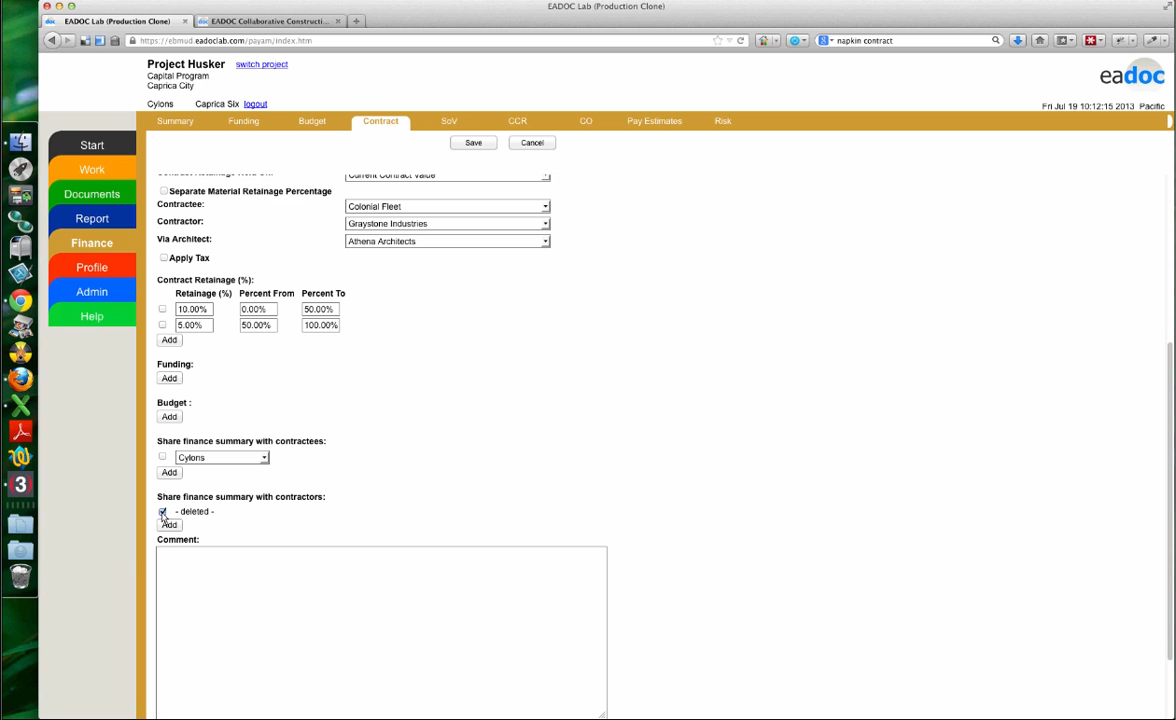 EADOC Lab (Production Clone)
EADOC Lab (Production Clone)
EADOC Collaborative Constructi...
https://ebmud.eadoclab.com/payam/index.htm
napkin contract
Project Husker
switch project
Capital Program
Caprica City
eadoc
Cylons
Caprica Six
logout
Fri Jul 19 10:12:15 2013 Pacific
Summary
Funding
Budget
Contract
SoV
CCR
CO
Pay Estimates
Risk
Start
Work
Documents
Report
Finance
Profile
Admin
Help
Save
Cancel
Current Contract Value
Separate Material Retainage Percentage
Contractee:
Colonial Fleet
Contractor:
Graystone Industries
Via Architect:
Athena Architects
Apply Tax
Contract Retainage (%):
Retainage (%)
Percent From
Percent To
10.00%
0.00%
50.00%
5.00%
50.00%
100.00%
Add
Funding:
Add
Budget :
Add
Share finance summary with contractees:
Cylons
Add
Share finance summary with contractors:
- deleted -
Add
Comment:
3